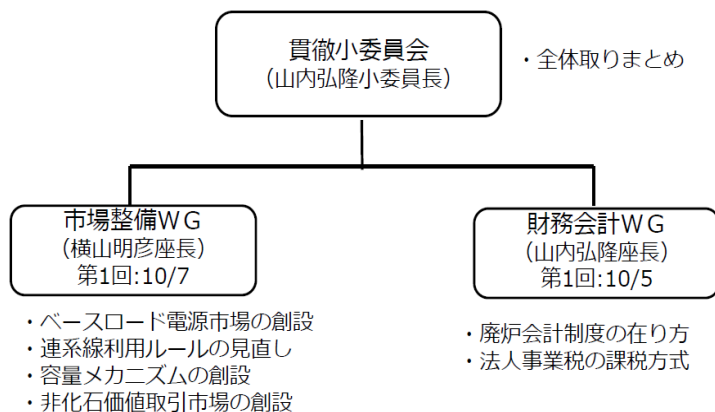 貫徹小委員会
（山内弘隆小委員長）
・全体取りまとめ
市場整備ＷＧ
（横山明彦座長）
第1回:10/7
財務会計ＷＧ
（山内弘隆座長）
第1回:10/5
・ベースロード電源市場の創設
・連系線利用ルールの見直し
・容量メカニズムの創設
・非化石価値取引市場の創設
・廃炉会計制度の在り方
・法人事業税の課税方式